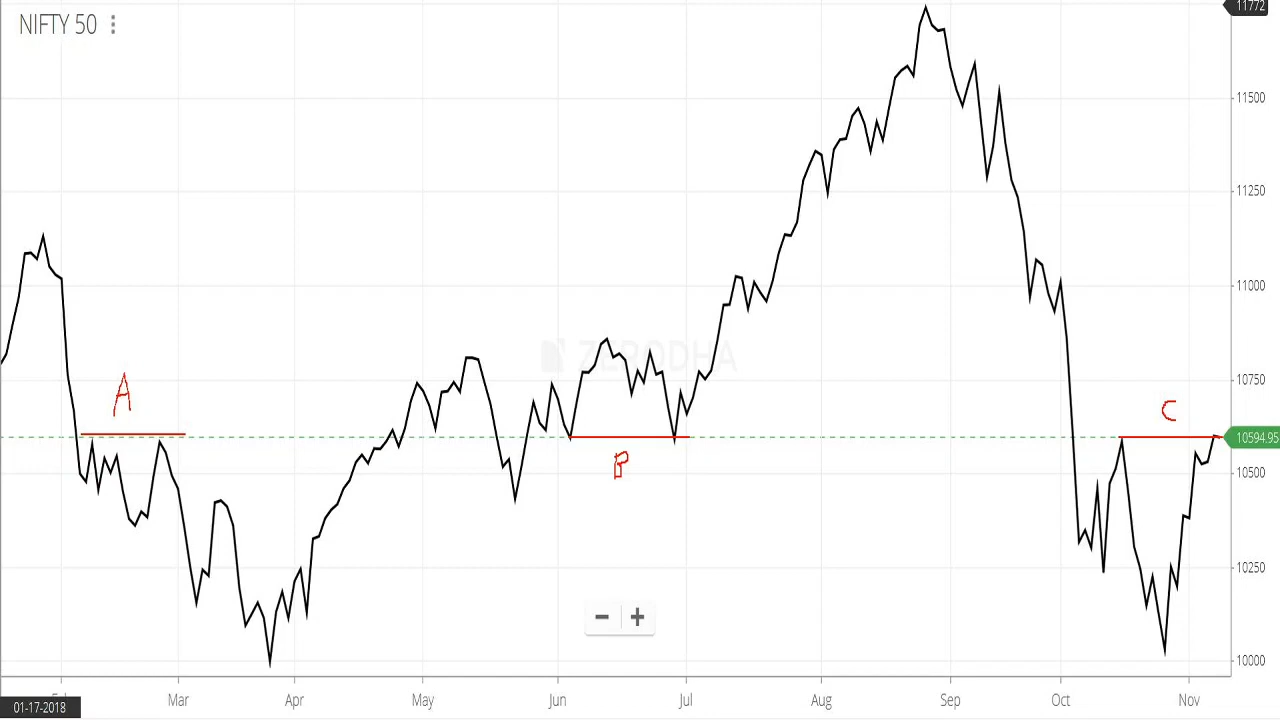 NIFTY 50
11772
11500
11250
A
ZERODHA
10750
C
10594.95
B
10500
10250
− +
10000
11000
Mar Apr May Jun Jul Aug Sep Oct Nov
01-17-2018